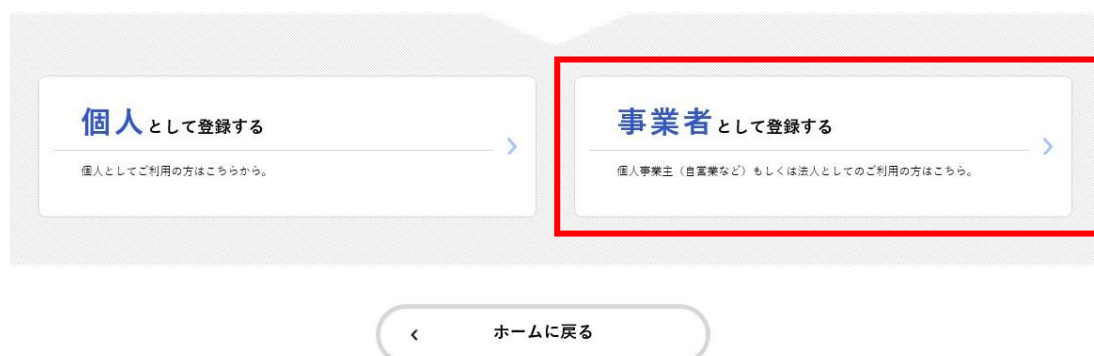 個人として登録する
個人としてご利用の方はこちらから。
事業者として登録する
個人事業主（自営業など）もしくは法人としてのご利用の方はこちら。
ホームに戻る